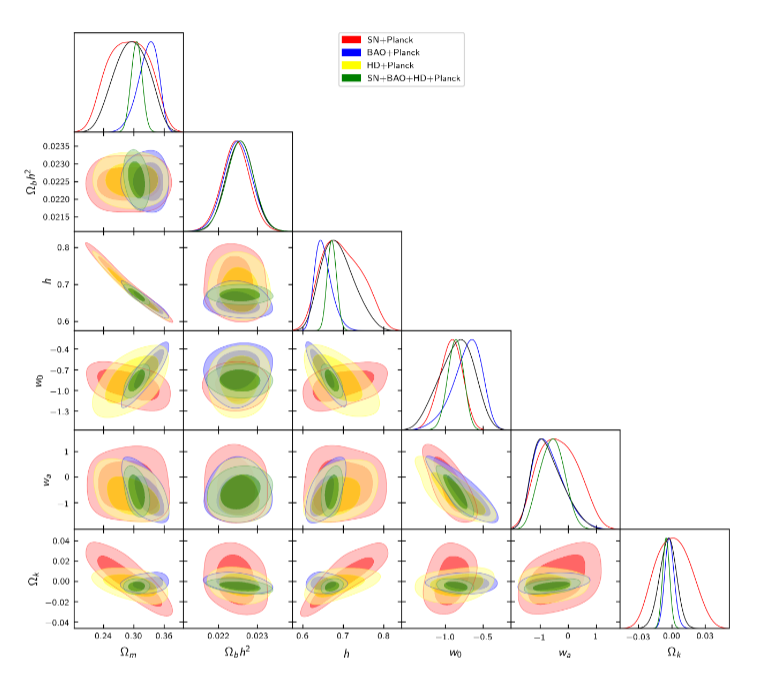 SN+Planck
BAO+Planck
HD+Planck
SN+BAO+HD+Planck
0.0235
0.0230
0.0225
0.0220
0.0215
Ω_b h²
0.8
0.7
0.6
h
−0.4
−0.7
−1.0
−1.3
w₀
1
0
−1
w_a
0.04
0.02
0.00
−0.02
−0.04
Ω_k
0.24 0.30 0.36 0.022 0.023 0.6 0.7 0.8 −1.0 −0.5 −1 0 1 −0.03 0.00 0.03
Ω_m Ω_b h² h w₀ w_a Ω_k